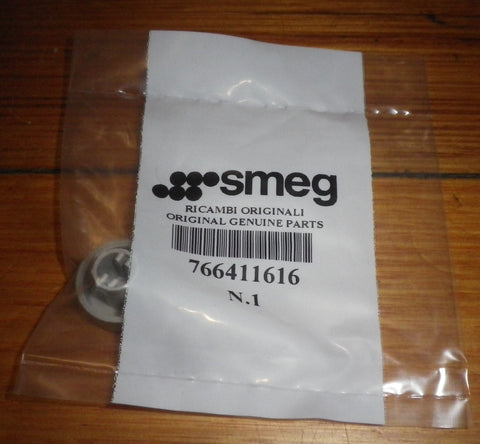 smeg
RICAMBI ORIGINALI
ORIGINAL GENUINE PARTS
766411616
N.1